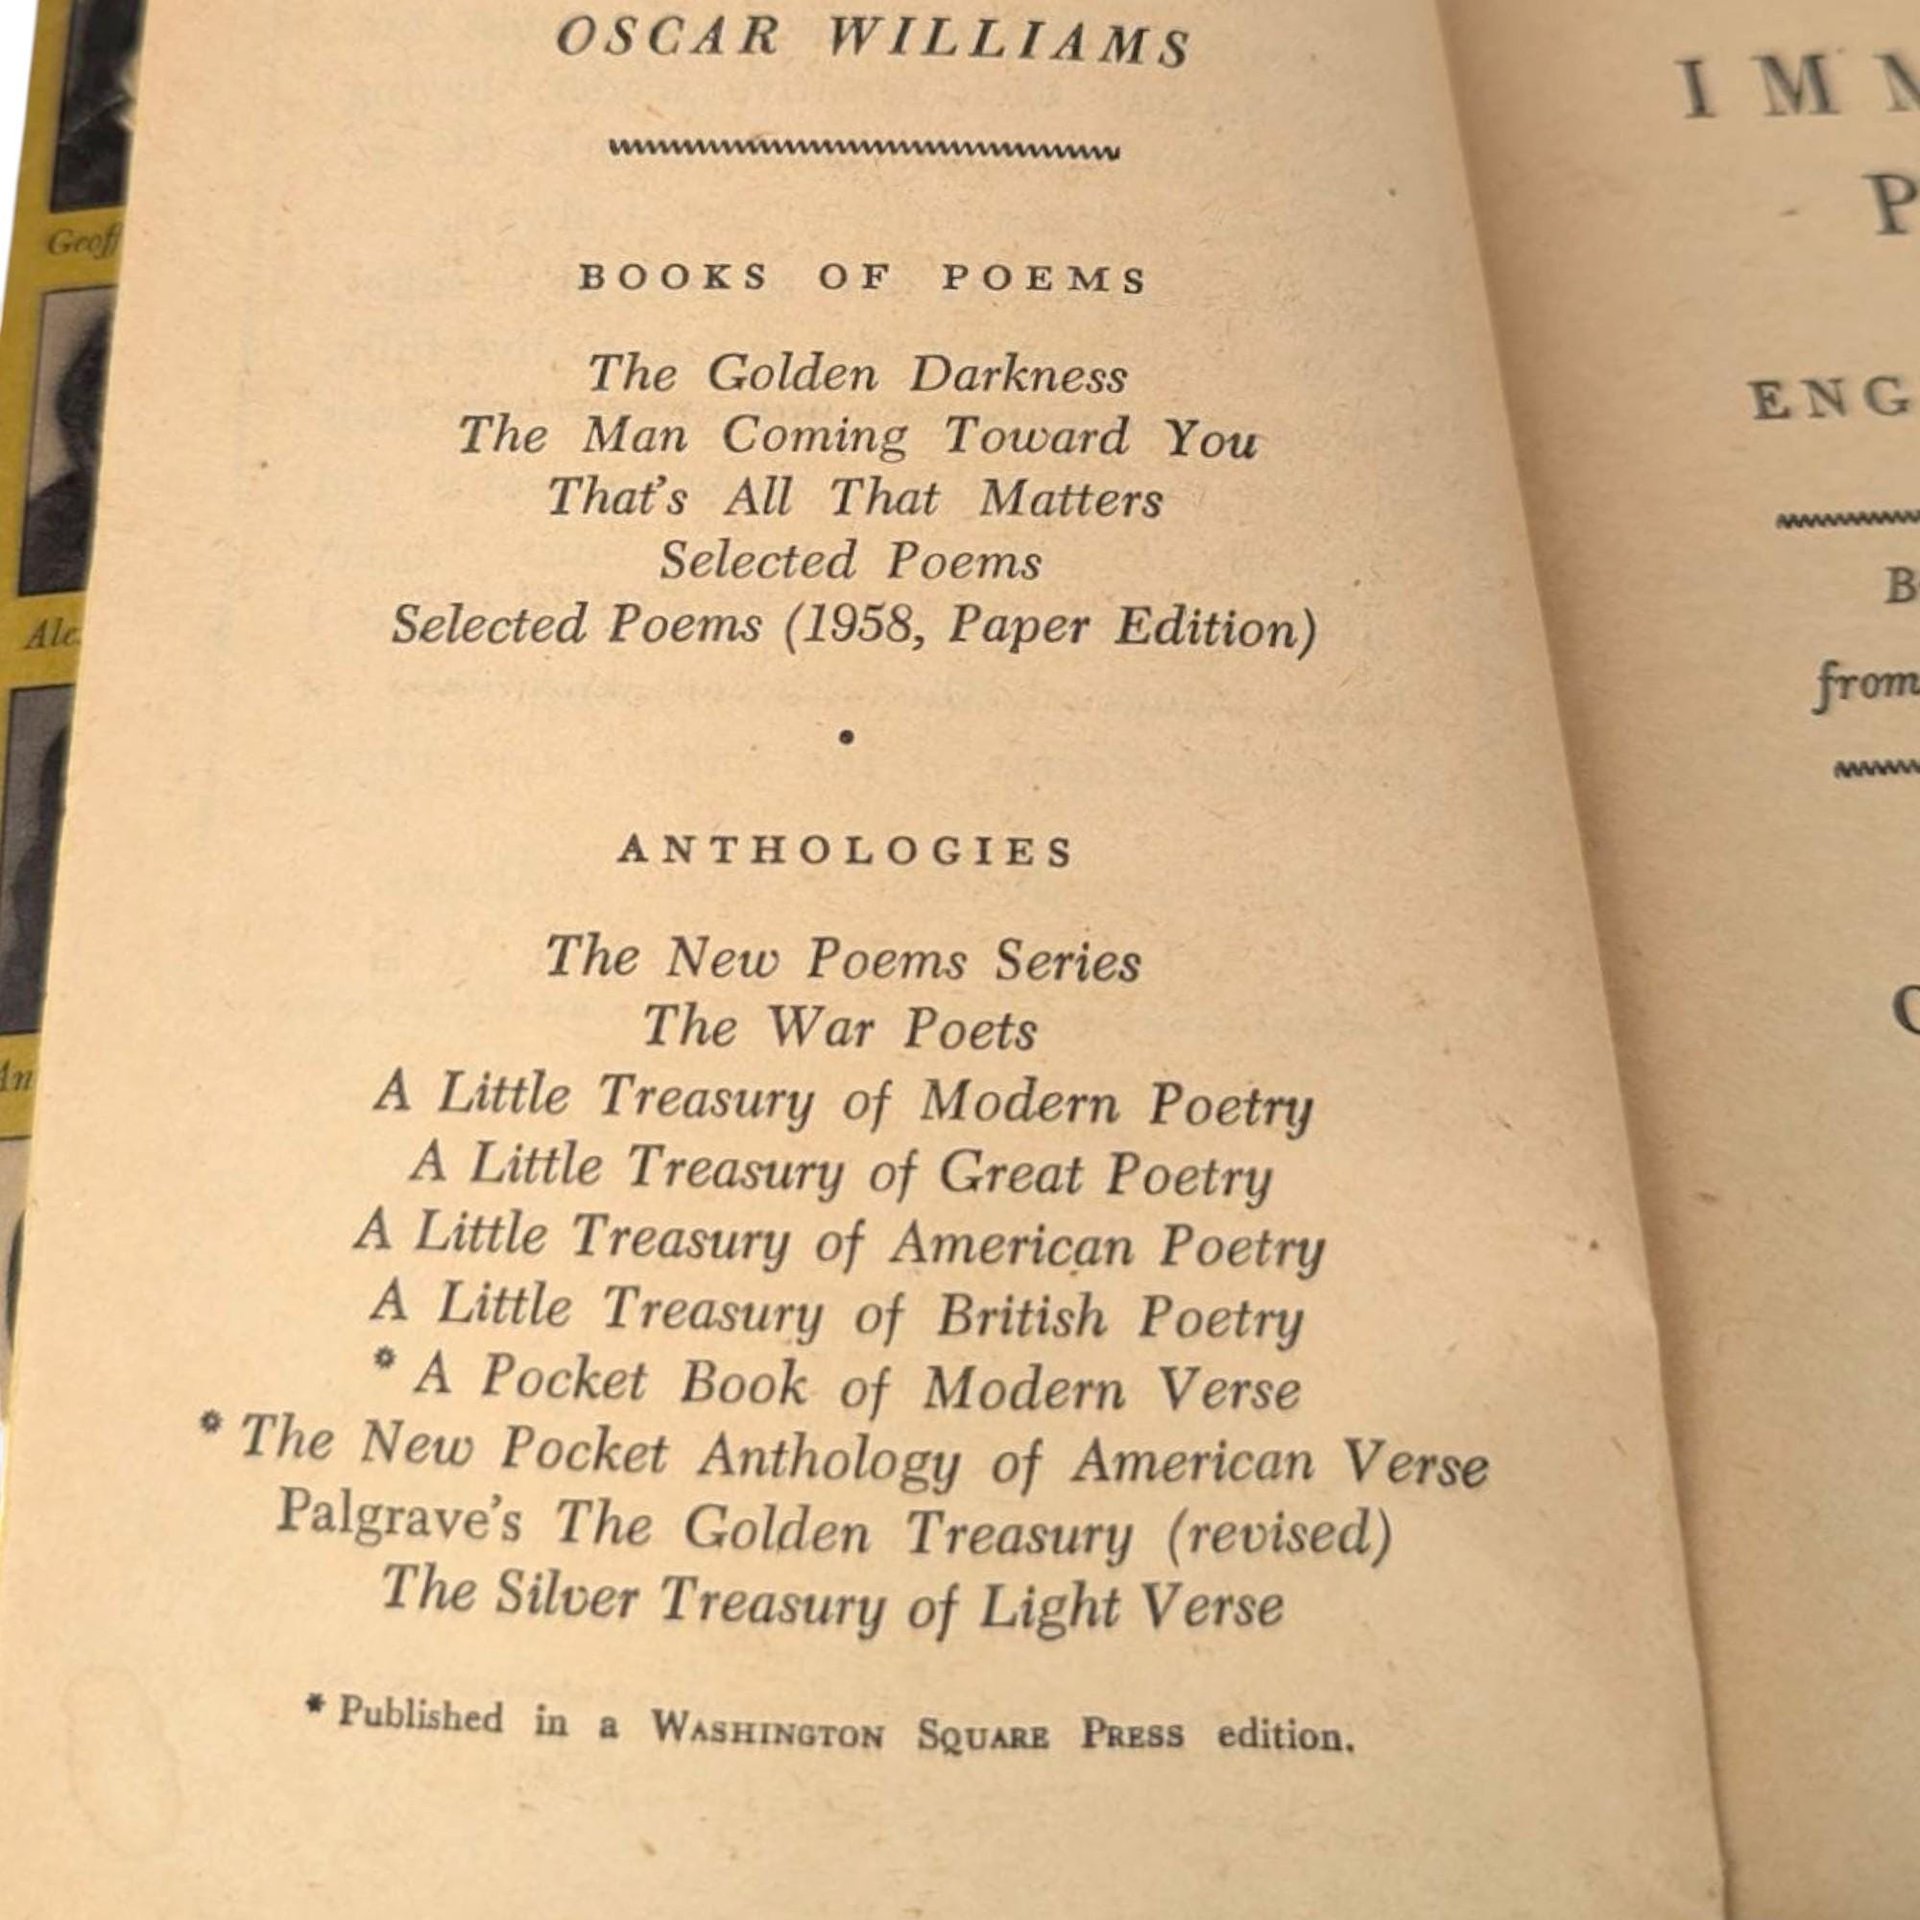 OSCAR WILLIAMS
BOOKS OF POEMS
The Golden Darkness
The Man Coming Toward You
That's All That Matters
Selected Poems
Selected Poems (1958, Paper Edition)
•
ANTHOLOGIES
The New Poems Series
The War Poets
A Little Treasury of Modern Poetry
A Little Treasury of Great Poetry
A Little Treasury of American Poetry
A Little Treasury of British Poetry
* A Pocket Book of Modern Verse
* The New Pocket Anthology of American Verse
Palgrave's The Golden Treasury (revised)
The Silver Treasury of Light Verse
* Published in a WASHINGTON SQUARE PRESS edition.
from